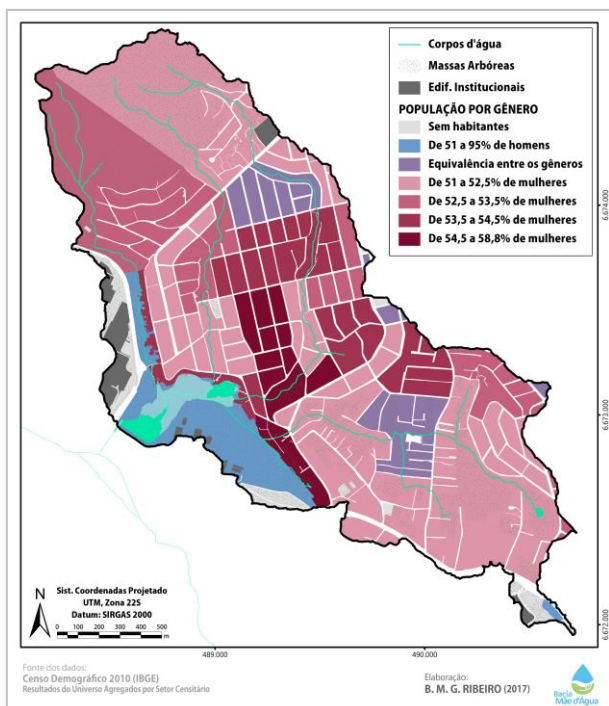 Corpos d'água
Massas Arbóreas
Edif. Institucionais
POPULAÇÃO POR GÊNERO
Sem habitantes
De 51 a 95% de homens
Equivalência entre os gêneros
De 51 a 52,5% de mulheres
De 52,5 a 53,5% de mulheres
De 53,5 a 54,5% de mulheres
De 54,5 a 58,8% de mulheres
6.674.000
6.673.000
6.672.000
N
Sist. Coordenadas Projetado
UTM, Zona 22S
Datum: SIRGAS 2000
0 100 200 300 400 500
m
489.000
490.000
Fonte dos dados:
Censo Demográfico 2010 (IBGE)
Resultados do Universo Agregados por Setor Censitário
Elaboração:
B. M. G. RIBEIRO (2017)
Bacia
Mãe d'Água